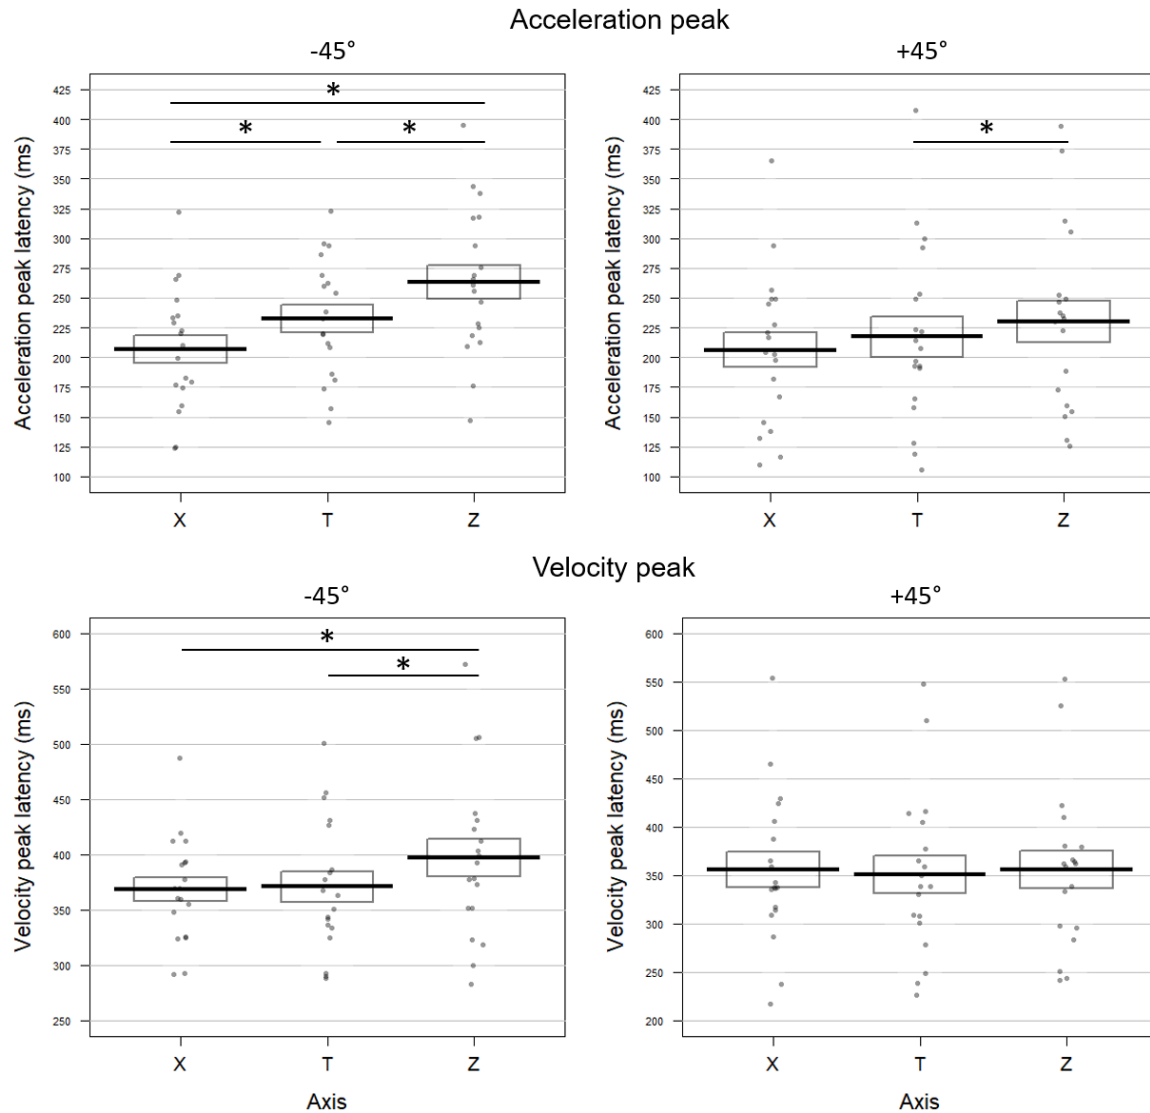 Acceleration peak
-45°
+45°
Acceleration peak latency (ms)
425
400
375
350
325
300
275
250
225
200
175
150
125
100
*
*
*
X
T
Z
Acceleration peak latency (ms)
425
400
375
350
325
300
275
250
225
200
175
150
125
100
*
X
T
Z
Velocity peak
-45°
+45°
Velocity peak latency (ms)
600
550
500
450
400
350
300
250
*
*
X
T
Z
Axis
Velocity peak latency (ms)
600
550
500
450
400
350
300
250
200
X
T
Z
Axis